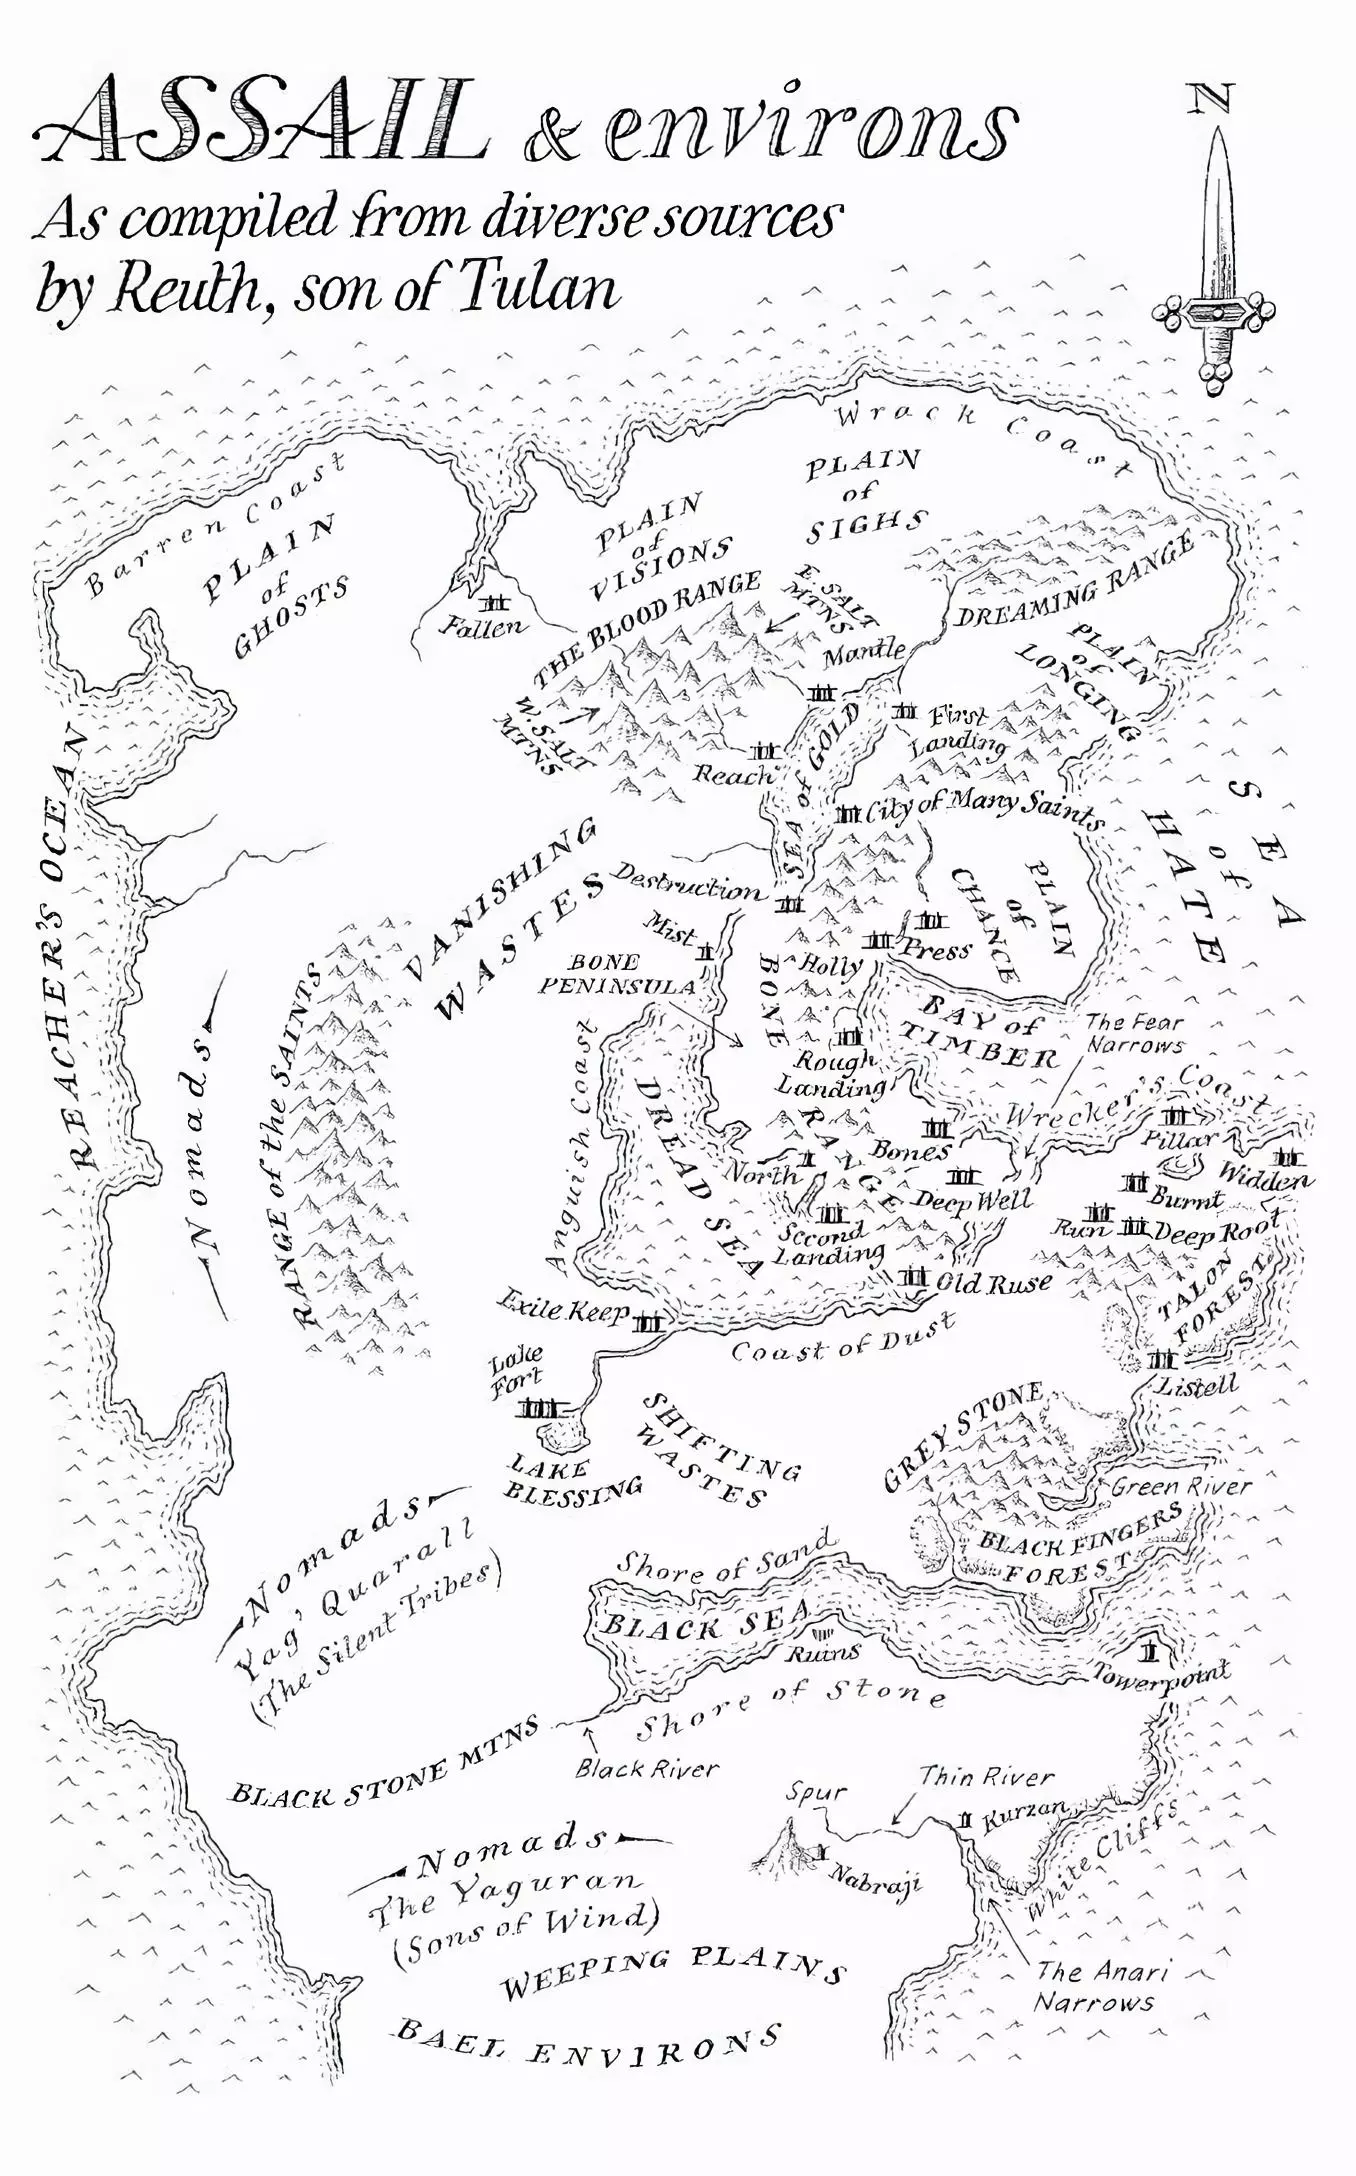 ASSAIL & environs
As compiled from diverse sources
by Reuth, son of Tulan
N
Wrack Coast
Barren Coast
PLAIN
of
GHOSTS
PLAIN
of
VISIONS
PLAIN
of
SIGHS
DREAMING RANGE
Fallen
THE BLOOD RANGE
E. SALT
MTNS
Mantle
PLAIN
of
LONGING
W. SALT
MTNS
Reach
SEA of GOLD
First
Landing
City of Many Saints
SEA
of
HATE
REACHER'S OCEAN
VANISHING
WASTES
Destruction
Mist
BONE
PENINSULA
Holly
Press
PLAIN
of
CHANCE
BONE RANGE
BAY of
TIMBER
The Fear
Narrows
Rough
Landing
Wrecker's Coast
Nomads
RANGE of the SAINTS
Anguish Coast
DREAD SEA
North
Bones
Deep Well
Second
Landing
Pillar
Widden
Burnt
Run
Deep Root
Old Ruse
TALON
FOREST
Exile Keep
Coast of Dust
Lake
Fort
Listell
LAKE
BLESSING
SHIFTING
WASTES
GREY STONE
Green River
BLACK FINGERS
FOREST
Nomads
Yag, Quarall
(The Silent Tribes)
Shore of Sand
BLACK SEA
Ruins
Towerpoint
Shore of Stone
BLACK STONE MTNS
Black River
Spur
Thin River
Kurzan
Nabraji
White Cliffs
Nomads
The Yaguran
(Sons of Wind)
WEEPING PLAINS
The Anari
Narrows
BAEL ENVIRONS